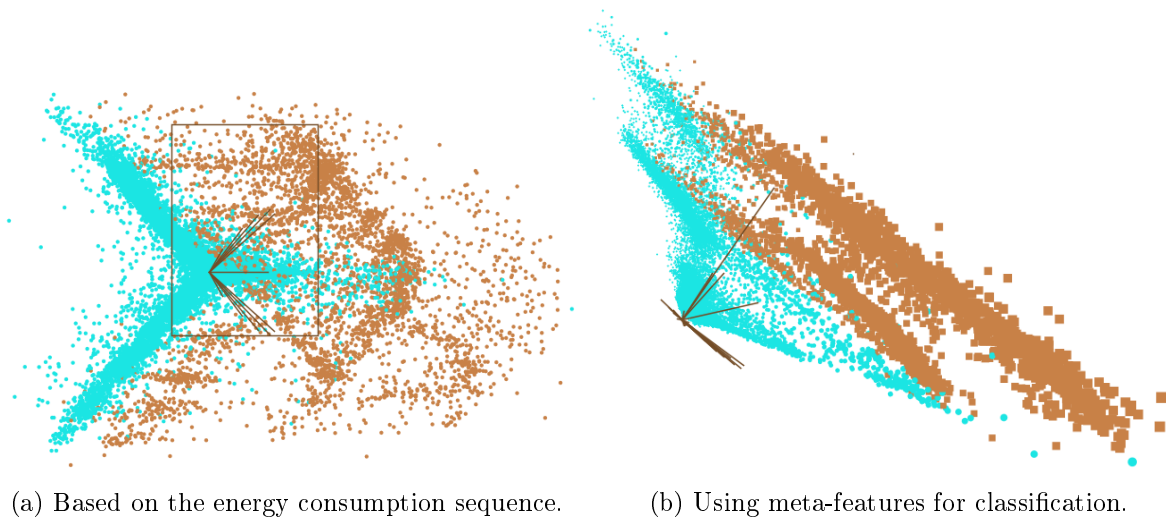 (a) Based on the energy consumption sequence.
(b) Using meta-features for classification.